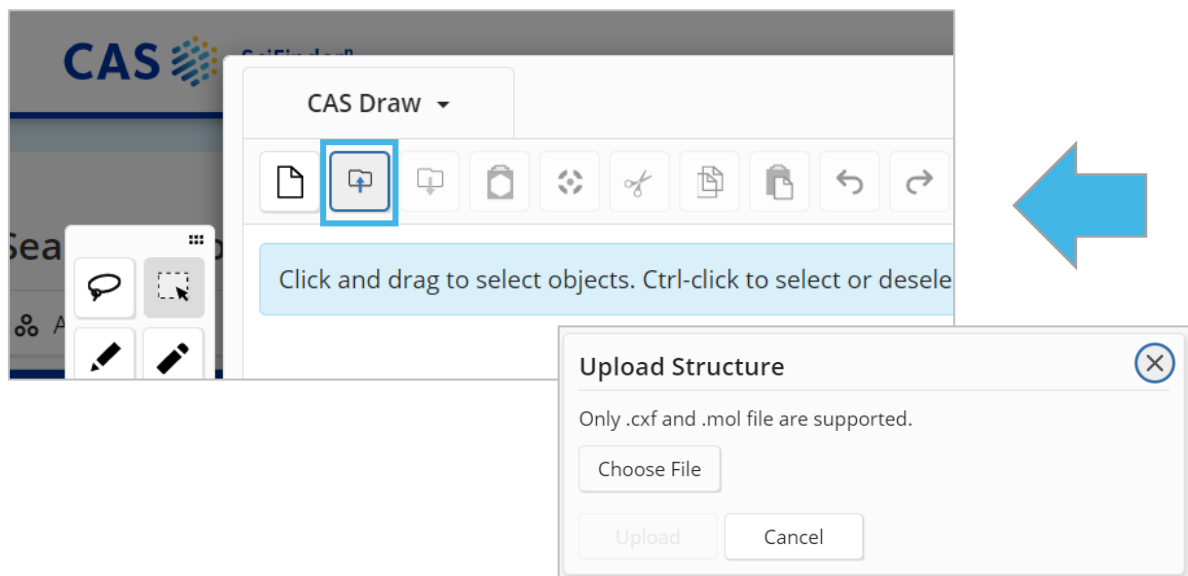 CAS
CAS Draw
Sea
A
Click and drag to select objects. Ctrl-click to select or desele
Upload Structure
Only .cxf and .mol file are supported.
Choose File
Upload
Cancel